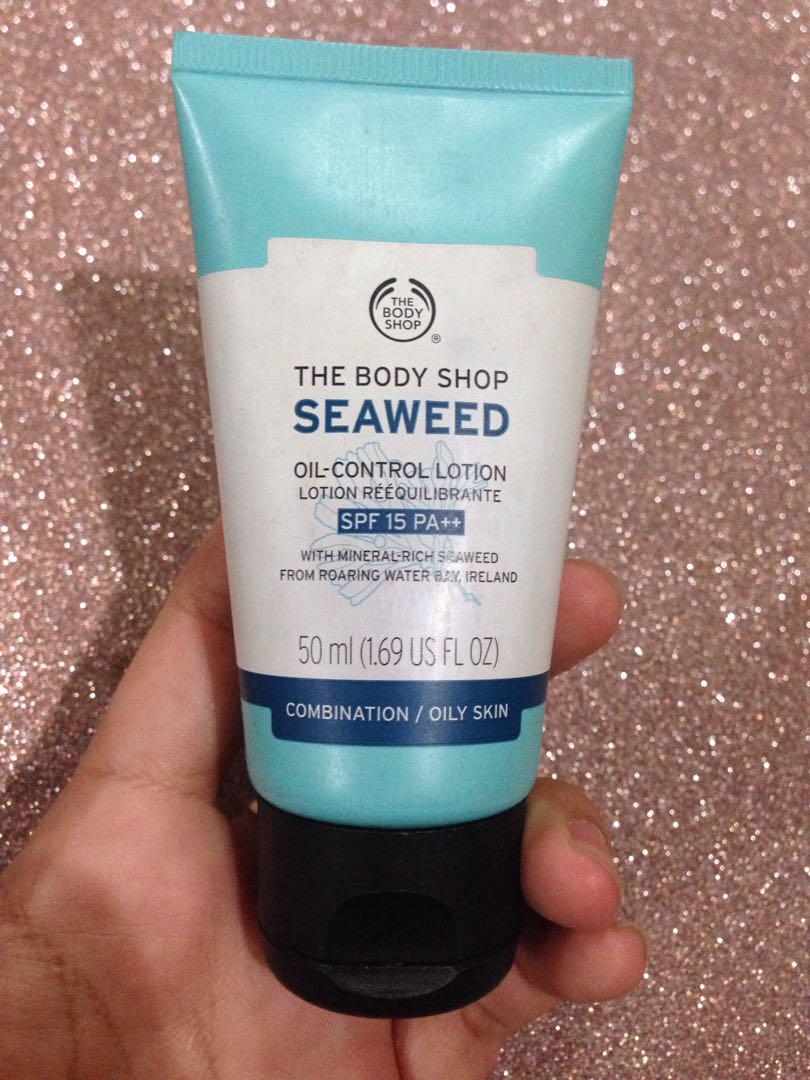 THE
BODY
SHOP
®
THE BODY SHOP
SEAWEED
OIL-CONTROL LOTION
LOTION RÉÉQUILIBRANTE
SPF 15 PA++
WITH MINERAL-RICH SEAWEED
FROM ROARING WATER BAY, IRELAND
50 ml (1.69 US FL OZ)
COMBINATION / OILY SKIN